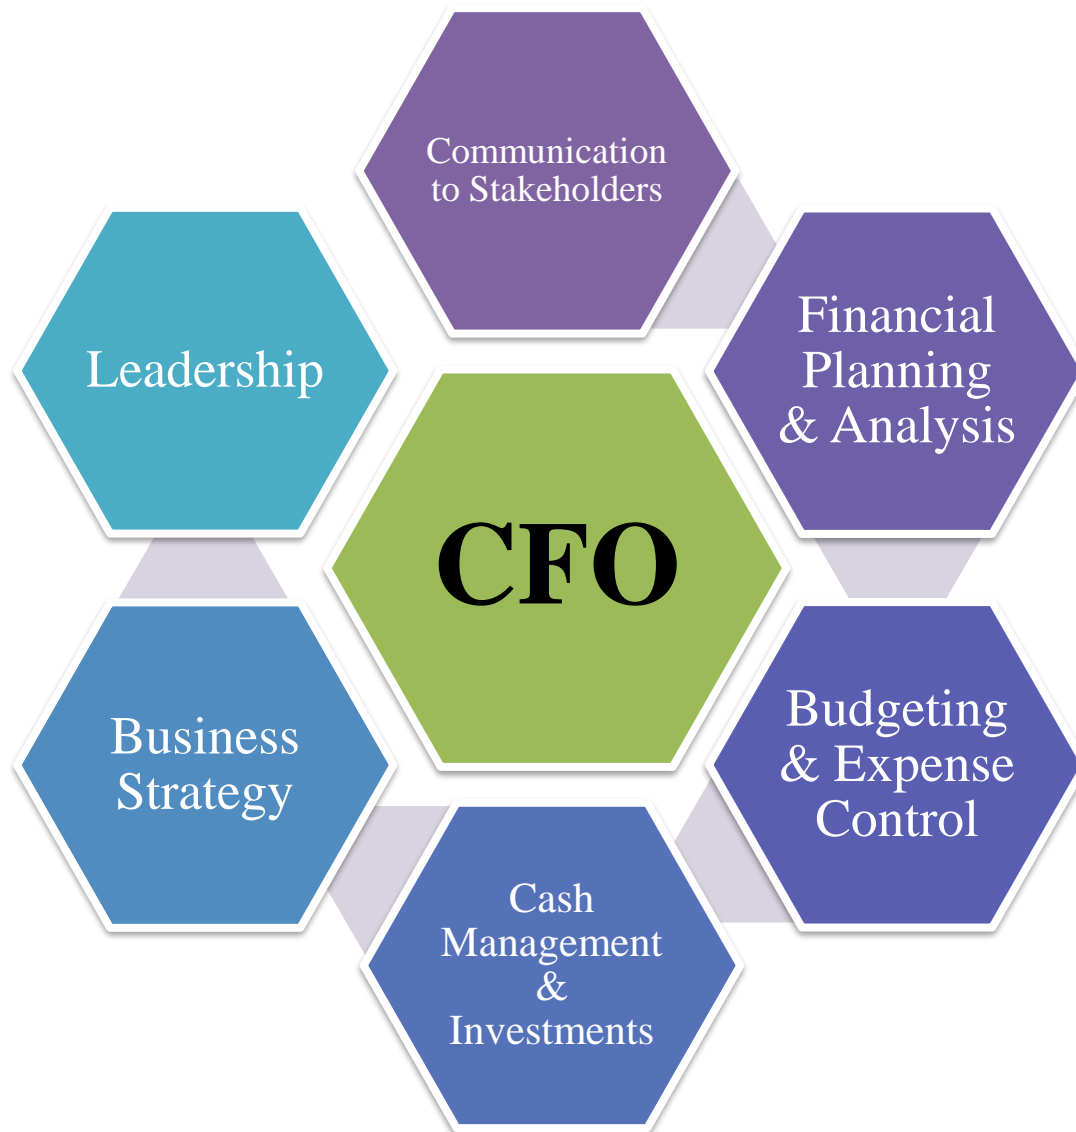 Communication
to Stakeholders
Financial
Planning
& Analysis
Leadership
CFO
Budgeting
& Expense
Control
Business
Strategy
Cash
Management
&
Investments